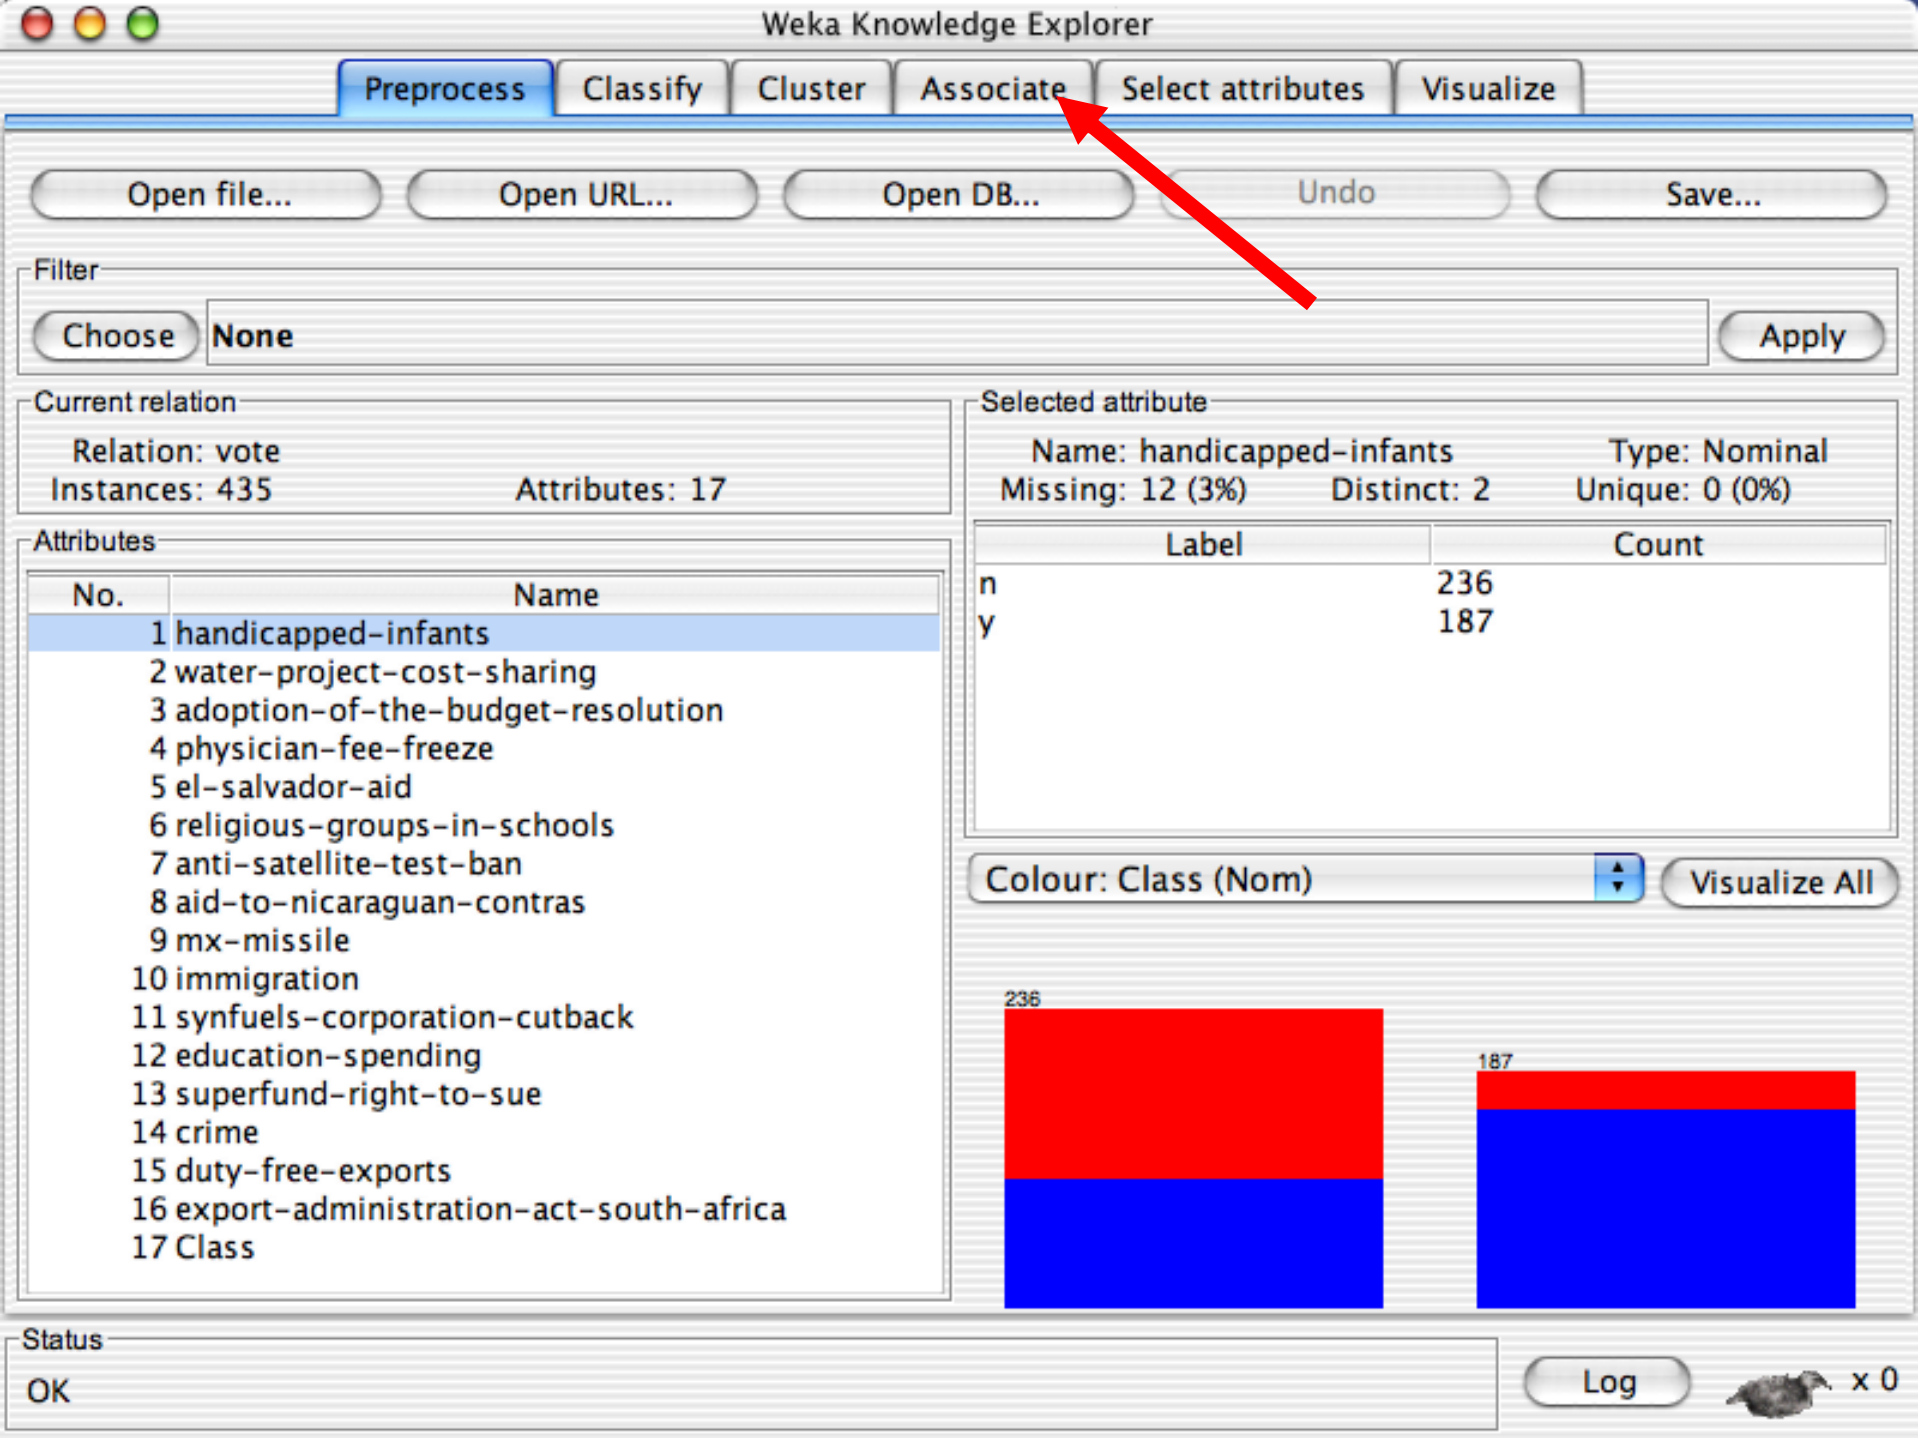 Weka Knowledge Explorer
Preprocess Classify Cluster Associate Select attributes Visualize
Open file... Open URL... Open DB... Undo Save...
Filter
Choose None Apply
Current relation
Relation: vote
Instances: 435 Attributes: 17
Selected attribute
Name: handicapped-infants Type: Nominal
Missing: 12 (3%) Distinct: 2 Unique: 0 (0%)
Label Count
n 236
y 187
Attributes
No. Name
1 handicapped-infants
2 water-project-cost-sharing
3 adoption-of-the-budget-resolution
4 physician-fee-freeze
5 el-salvador-aid
6 religious-groups-in-schools
7 anti-satellite-test-ban
8 aid-to-nicaraguan-contras
9 mx-missile
10 immigration
11 synfuels-corporation-cutback
12 education-spending
13 superfund-right-to-sue
14 crime
15 duty-free-exports
16 export-administration-act-south-africa
17 Class
Colour: Class (Nom) Visualize All
236
187
Status
OK
Log x 0